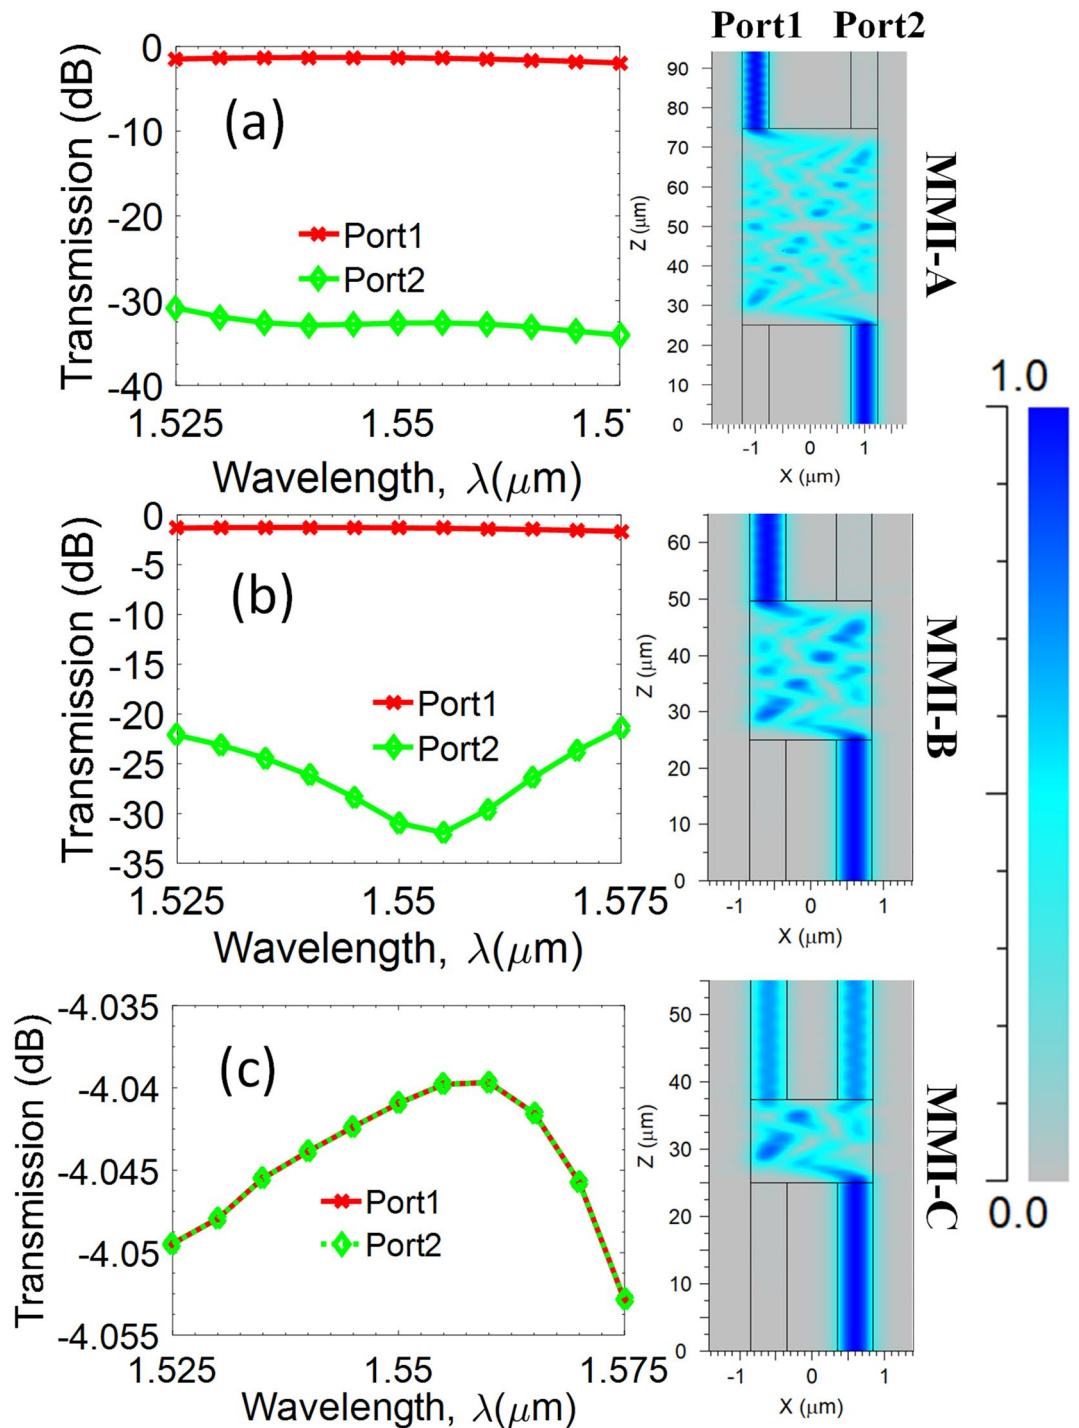 Port1 Port2
0
-10
-20
-30
-40
Transmission (dB)
(a)
Port1
Port2
1.525 1.55 1.5
Wavelength, λ(μm)
90
80
70
60
50
40
30
20
10
0
Z (μm)
-1 0 1
X (μm)
MMI-A
0
-5
-10
-15
-20
-25
-30
-35
Transmission (dB)
(b)
Port1
Port2
1.525 1.55 1.575
Wavelength, λ(μm)
60
50
40
30
20
10
0
Z (μm)
-1 0 1
X (μm)
MMI-B
-4.035
-4.04
-4.045
-4.05
-4.055
Transmission (dB)
(c)
Port1
Port2
1.525 1.55 1.575
Wavelength, λ(μm)
50
40
30
20
10
0
Z (μm)
-1 0 1
X (μm)
MMI-C
1.0
0.0